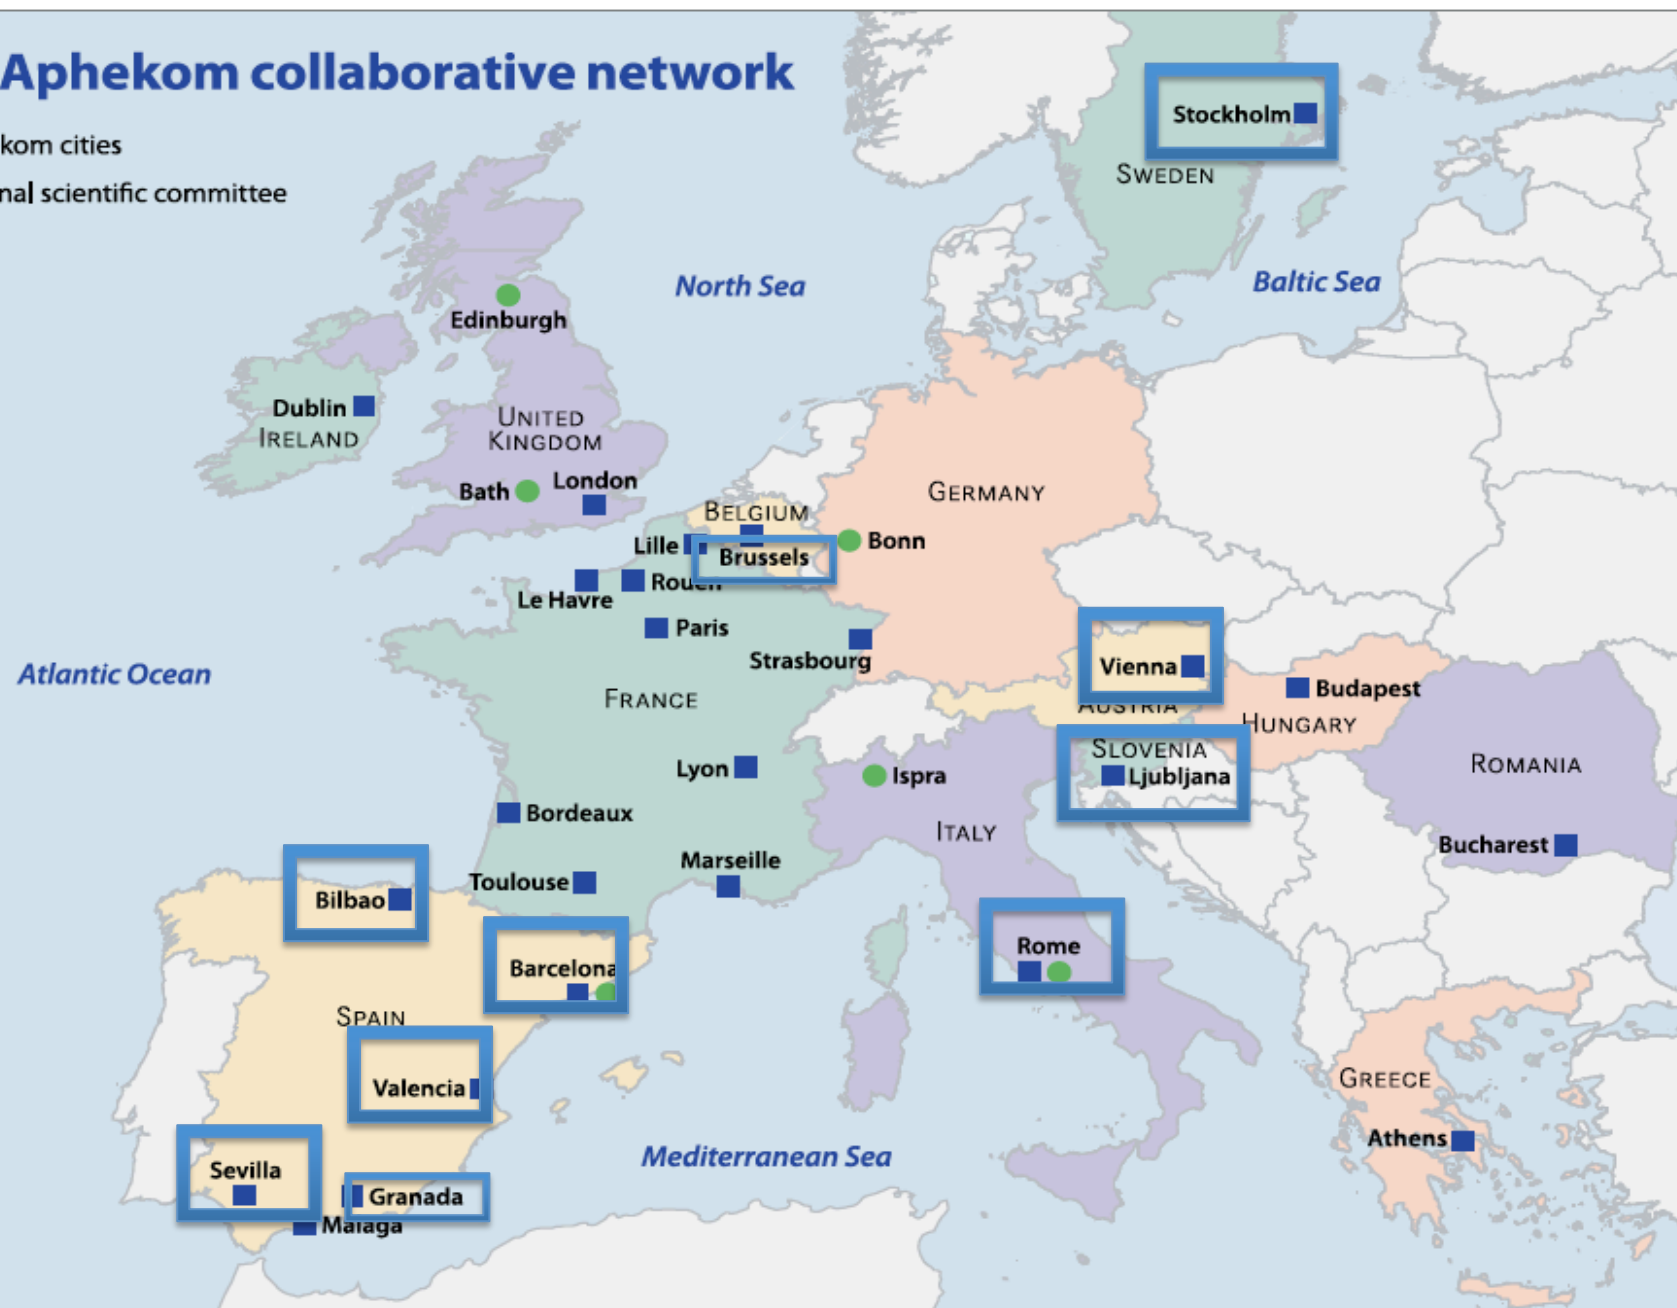 Aphekom collaborative network
kom cities
nal scientific committee
Stockholm
SWEDEN
North Sea
Baltic Sea
Edinburgh
Dublin
IRELAND
UNITED
KINGDOM
Bath
London
GERMANY
BELGIUM
Lille
Brussels
Bonn
Rouen
Le Havre
Paris
Strasbourg
Vienna
Atlantic Ocean
FRANCE
AUSTRIA
Budapest
HUNGARY
SLOVENIA
Ljubljana
ROMANIA
Lyon
Ispra
Bordeaux
ITALY
Bucharest
Marseille
Toulouse
Bilbao
Rome
Barcelona
SPAIN
Valencia
GREECE
Athens
Mediterranean Sea
Sevilla
Granada
Malaga